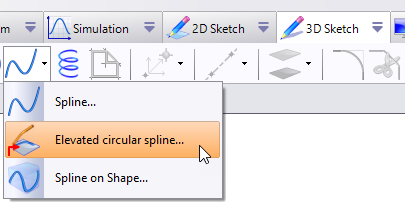 m
Simulation
2D Sketch
3D Sketch
Spline...
Elevated circular spline...
Spline on Shape...